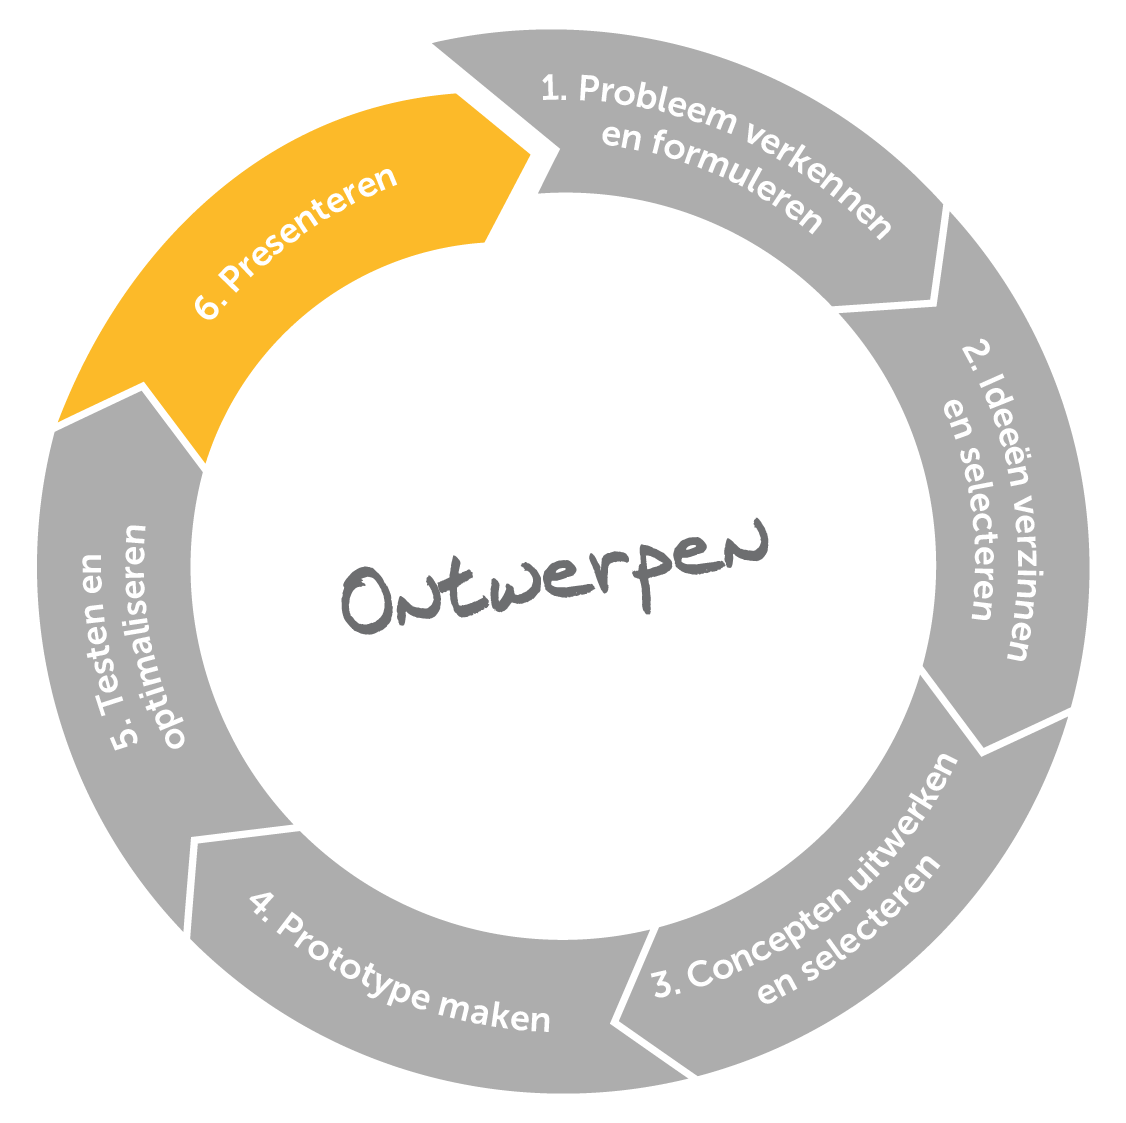 1. Probleem verkennen
en formuleren
2. Ideeën verzinnen
en selecteren
3. Concepten uitwerken
en selecteren
4. Prototype maken
5. Testen en
optimaliseren
6. Presenteren
Ontwerpen